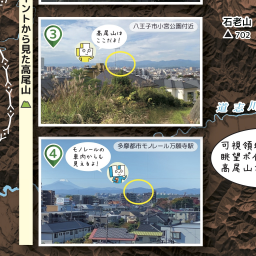 ントから見た高尾山
3
八王子市小宮公園付近
高尾山は
ここだよ!
4
多摩都市モノレール万願寺駅
モノレールの
車内からも
見えるよ!
石老山
▲702
道志川
可視領
眺望ポイ
高尾山